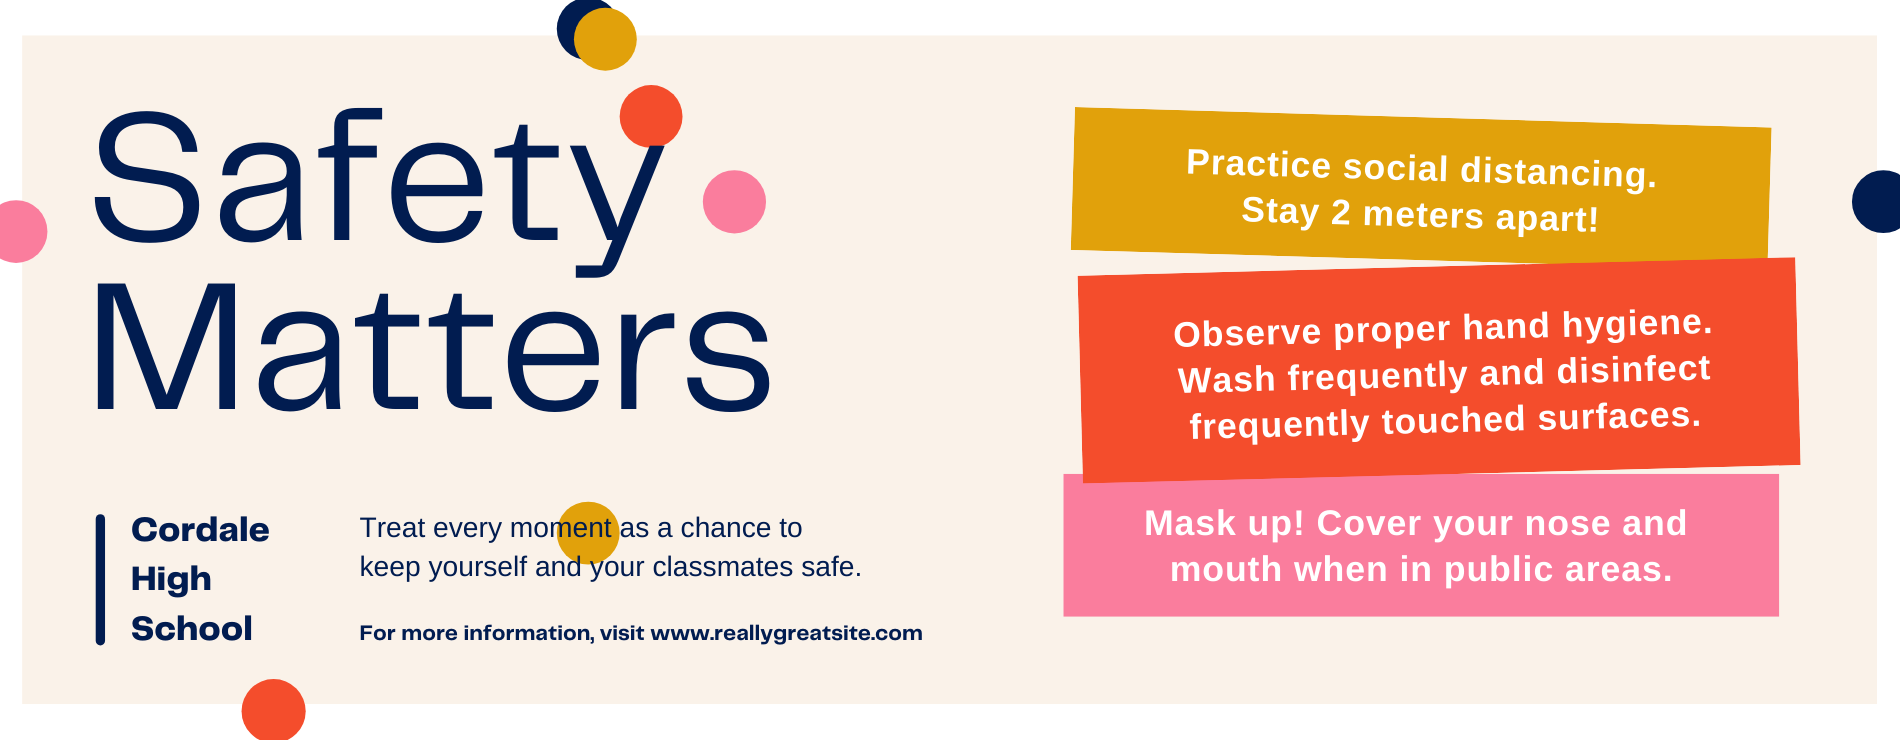 Safety
Matters
Cordale
High
School
Treat every moment as a chance to
keep yourself and your classmates safe.
For more information, visit www.reallygreatsite.com
Practice social distancing.
Stay 2 meters apart!
Observe proper hand hygiene.
Wash frequently and disinfect
frequently touched surfaces.
Mask up! Cover your nose and
mouth when in public areas.